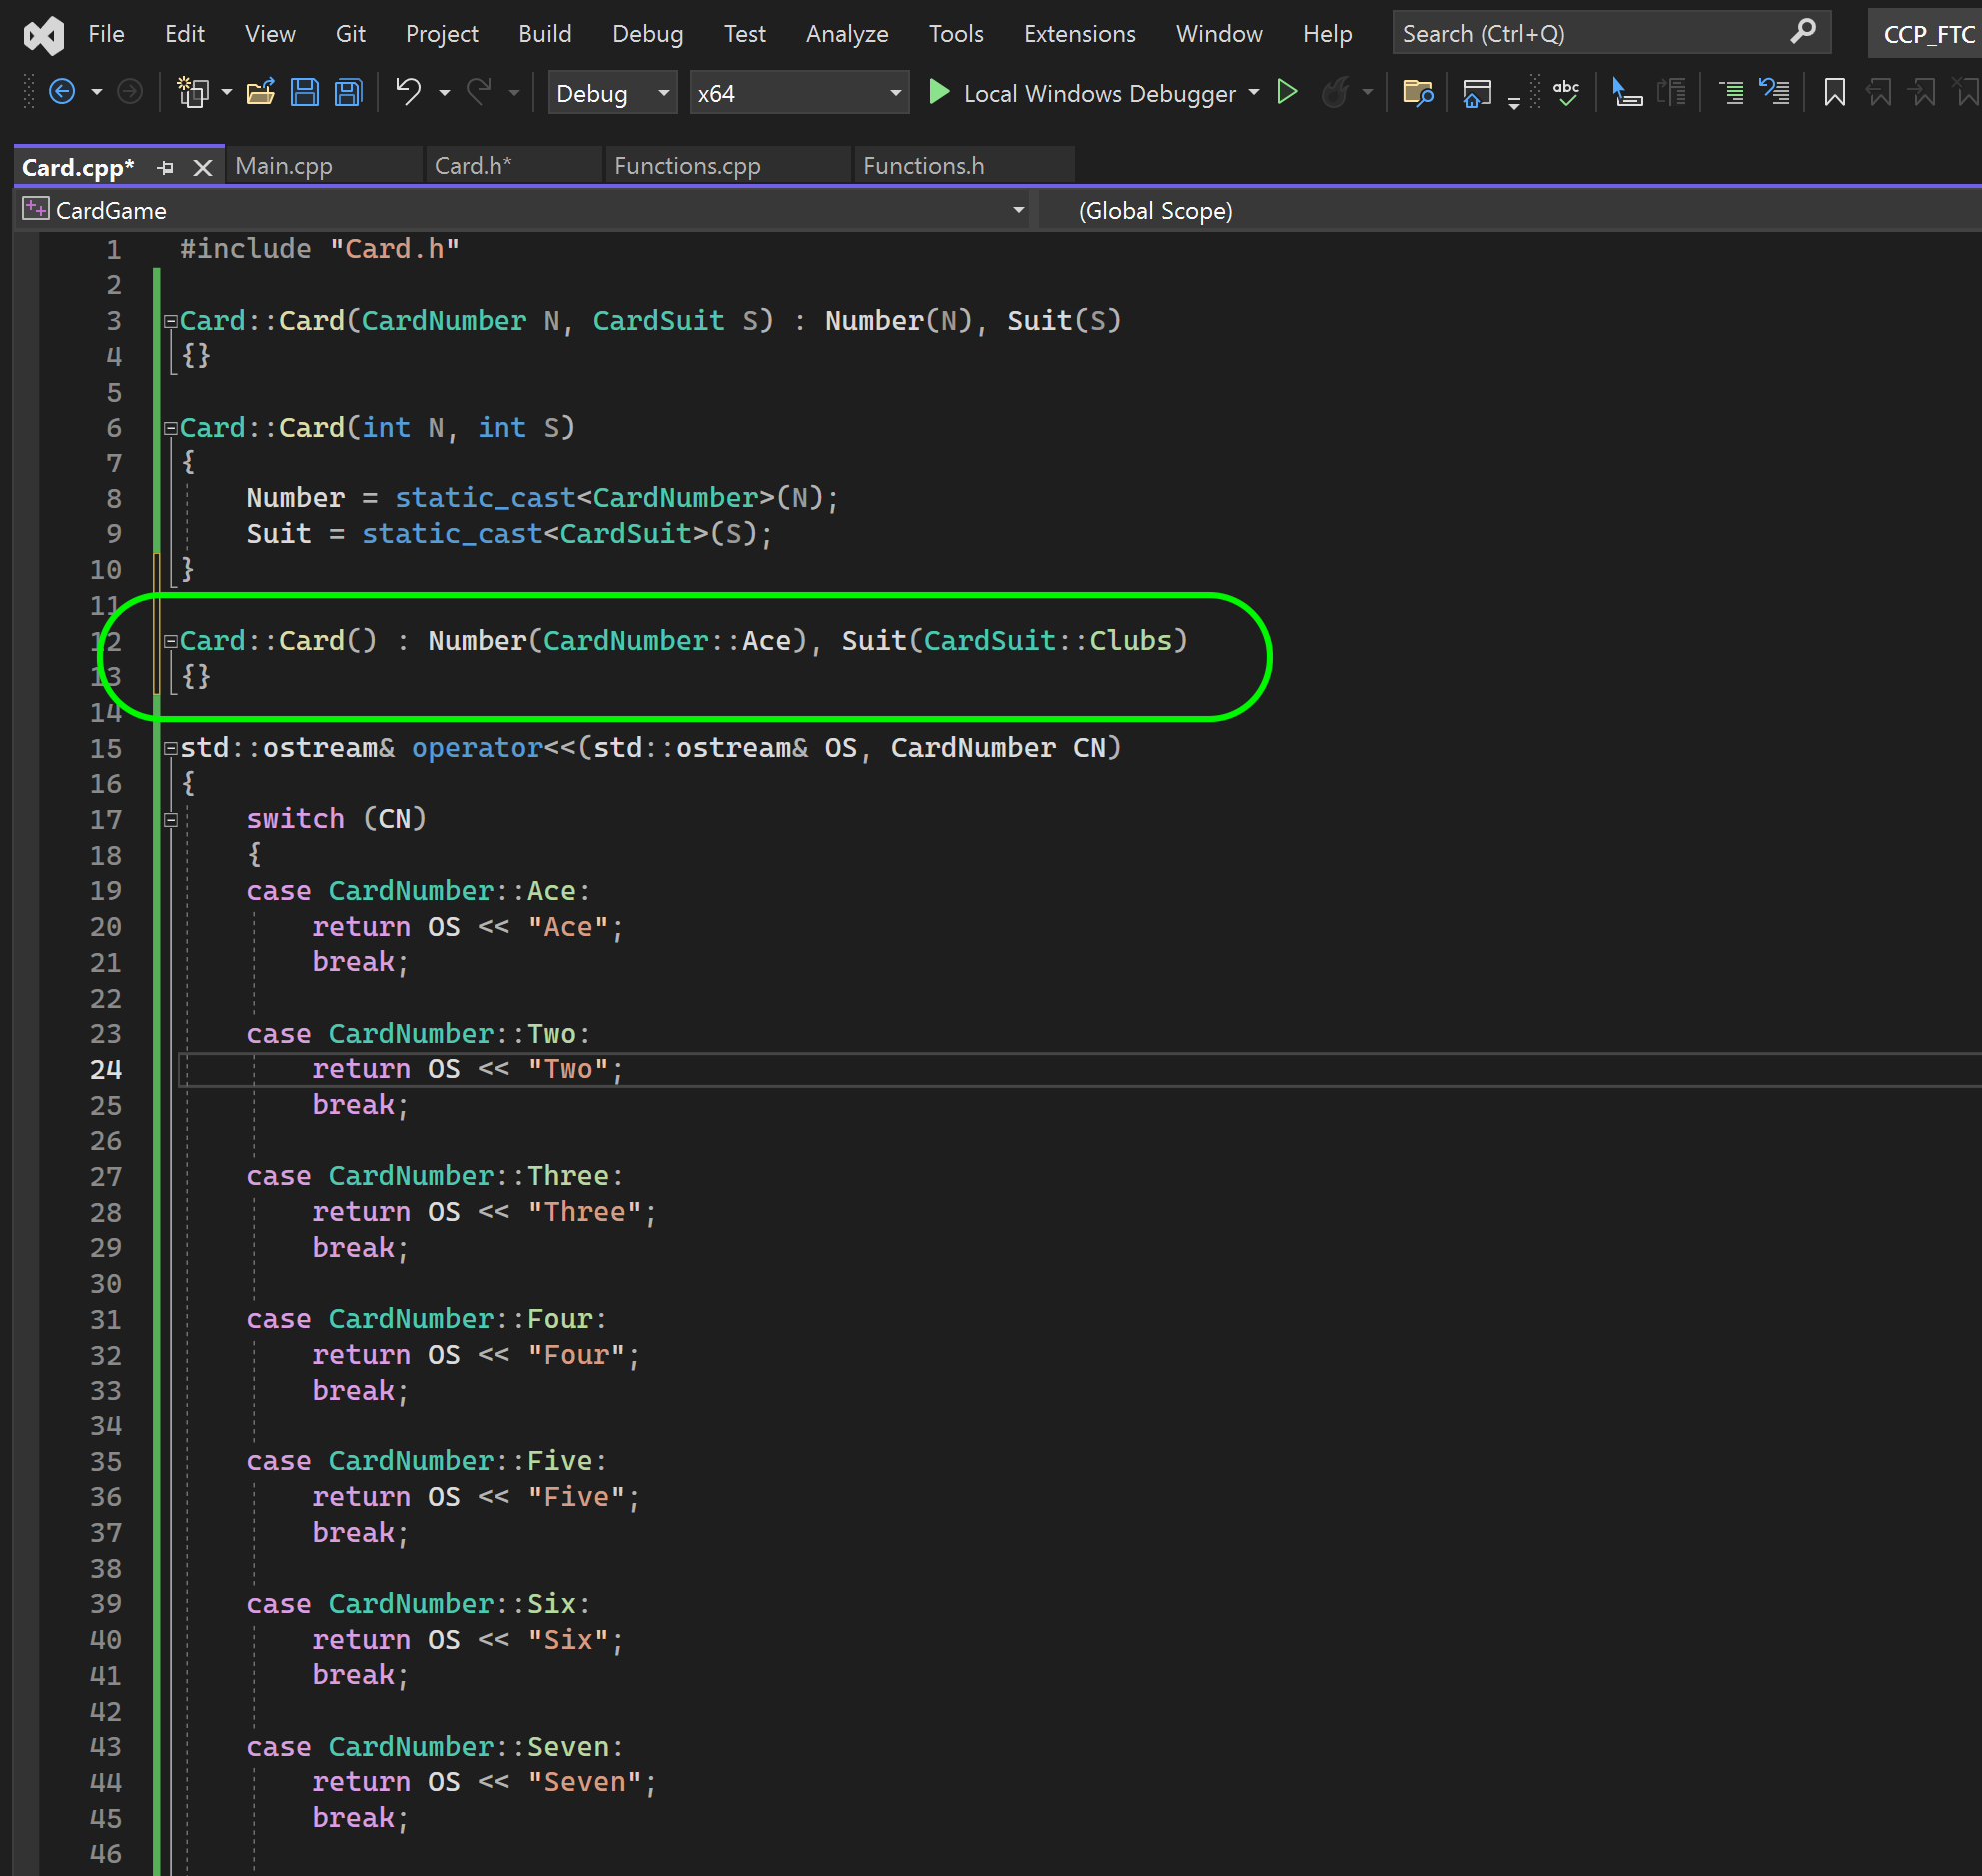 File Edit View Git Project Build Debug Test Analyze Tools Extensions Window Help Search (Ctrl+Q) CCP_FTC
Debug x64 Local Windows Debugger abc
Card.cpp* Main.cpp Card.h* Functions.cpp Functions.h
CardGame (Global Scope)
1 #include "Card.h"
2
3 Card::Card(CardNumber N, CardSuit S) : Number(N), Suit(S)
4 {}
5
6 Card::Card(int N, int S)
7 {
8 Number = static_cast<CardNumber>(N);
9 Suit = static_cast<CardSuit>(S);
10 }
11
12 Card::Card() : Number(CardNumber::Ace), Suit(CardSuit::Clubs)
13 {}
14
15 std::ostream& operator<<(std::ostream& OS, CardNumber CN)
16 {
17 switch (CN)
18 {
19 case CardNumber::Ace:
20 return OS << "Ace";
21 break;
22
23 case CardNumber::Two:
24 return OS << "Two";
25 break;
26
27 case CardNumber::Three:
28 return OS << "Three";
29 break;
30
31 case CardNumber::Four:
32 return OS << "Four";
33 break;
34
35 case CardNumber::Five:
36 return OS << "Five";
37 break;
38
39 case CardNumber::Six:
40 return OS << "Six";
41 break;
42
43 case CardNumber::Seven:
44 return OS << "Seven";
45 break;
46